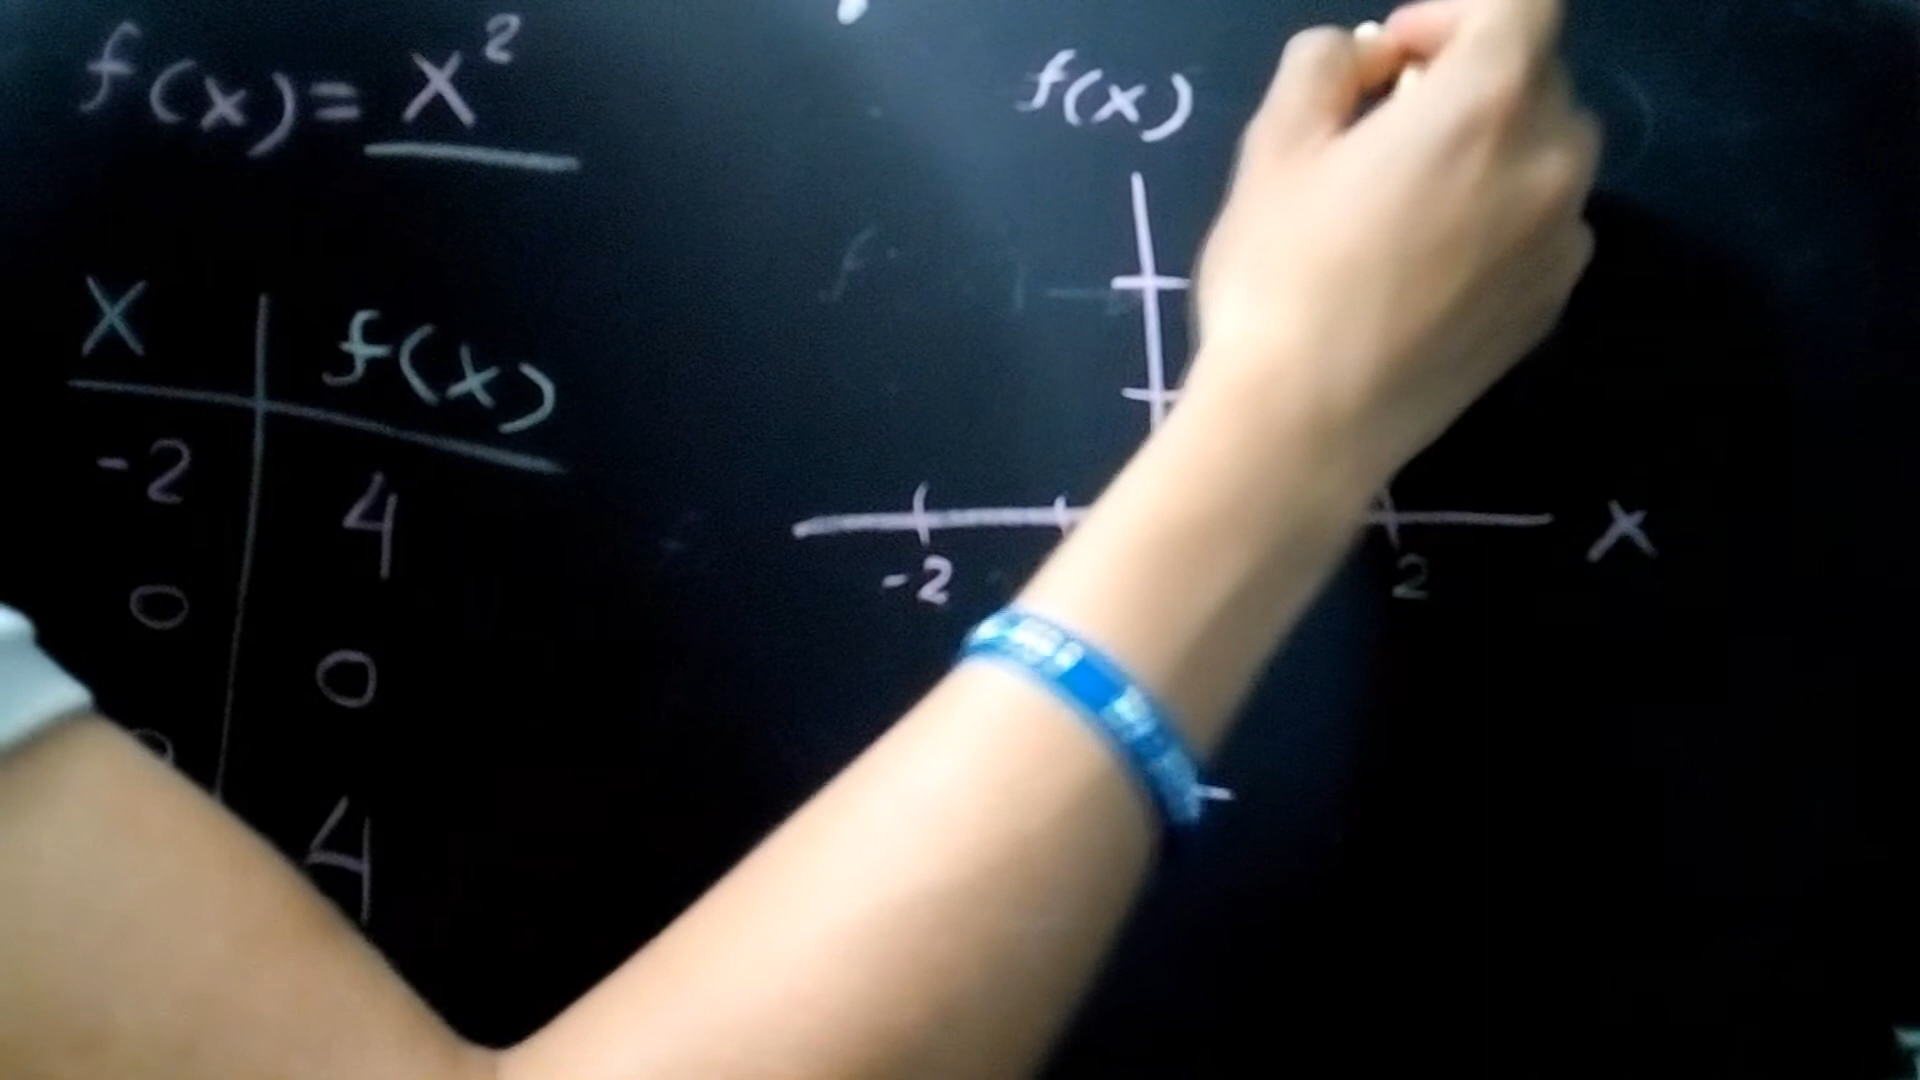 f(x) = x²
x f(x)
-2 4
0 0
4
f(x)
x
-2 2